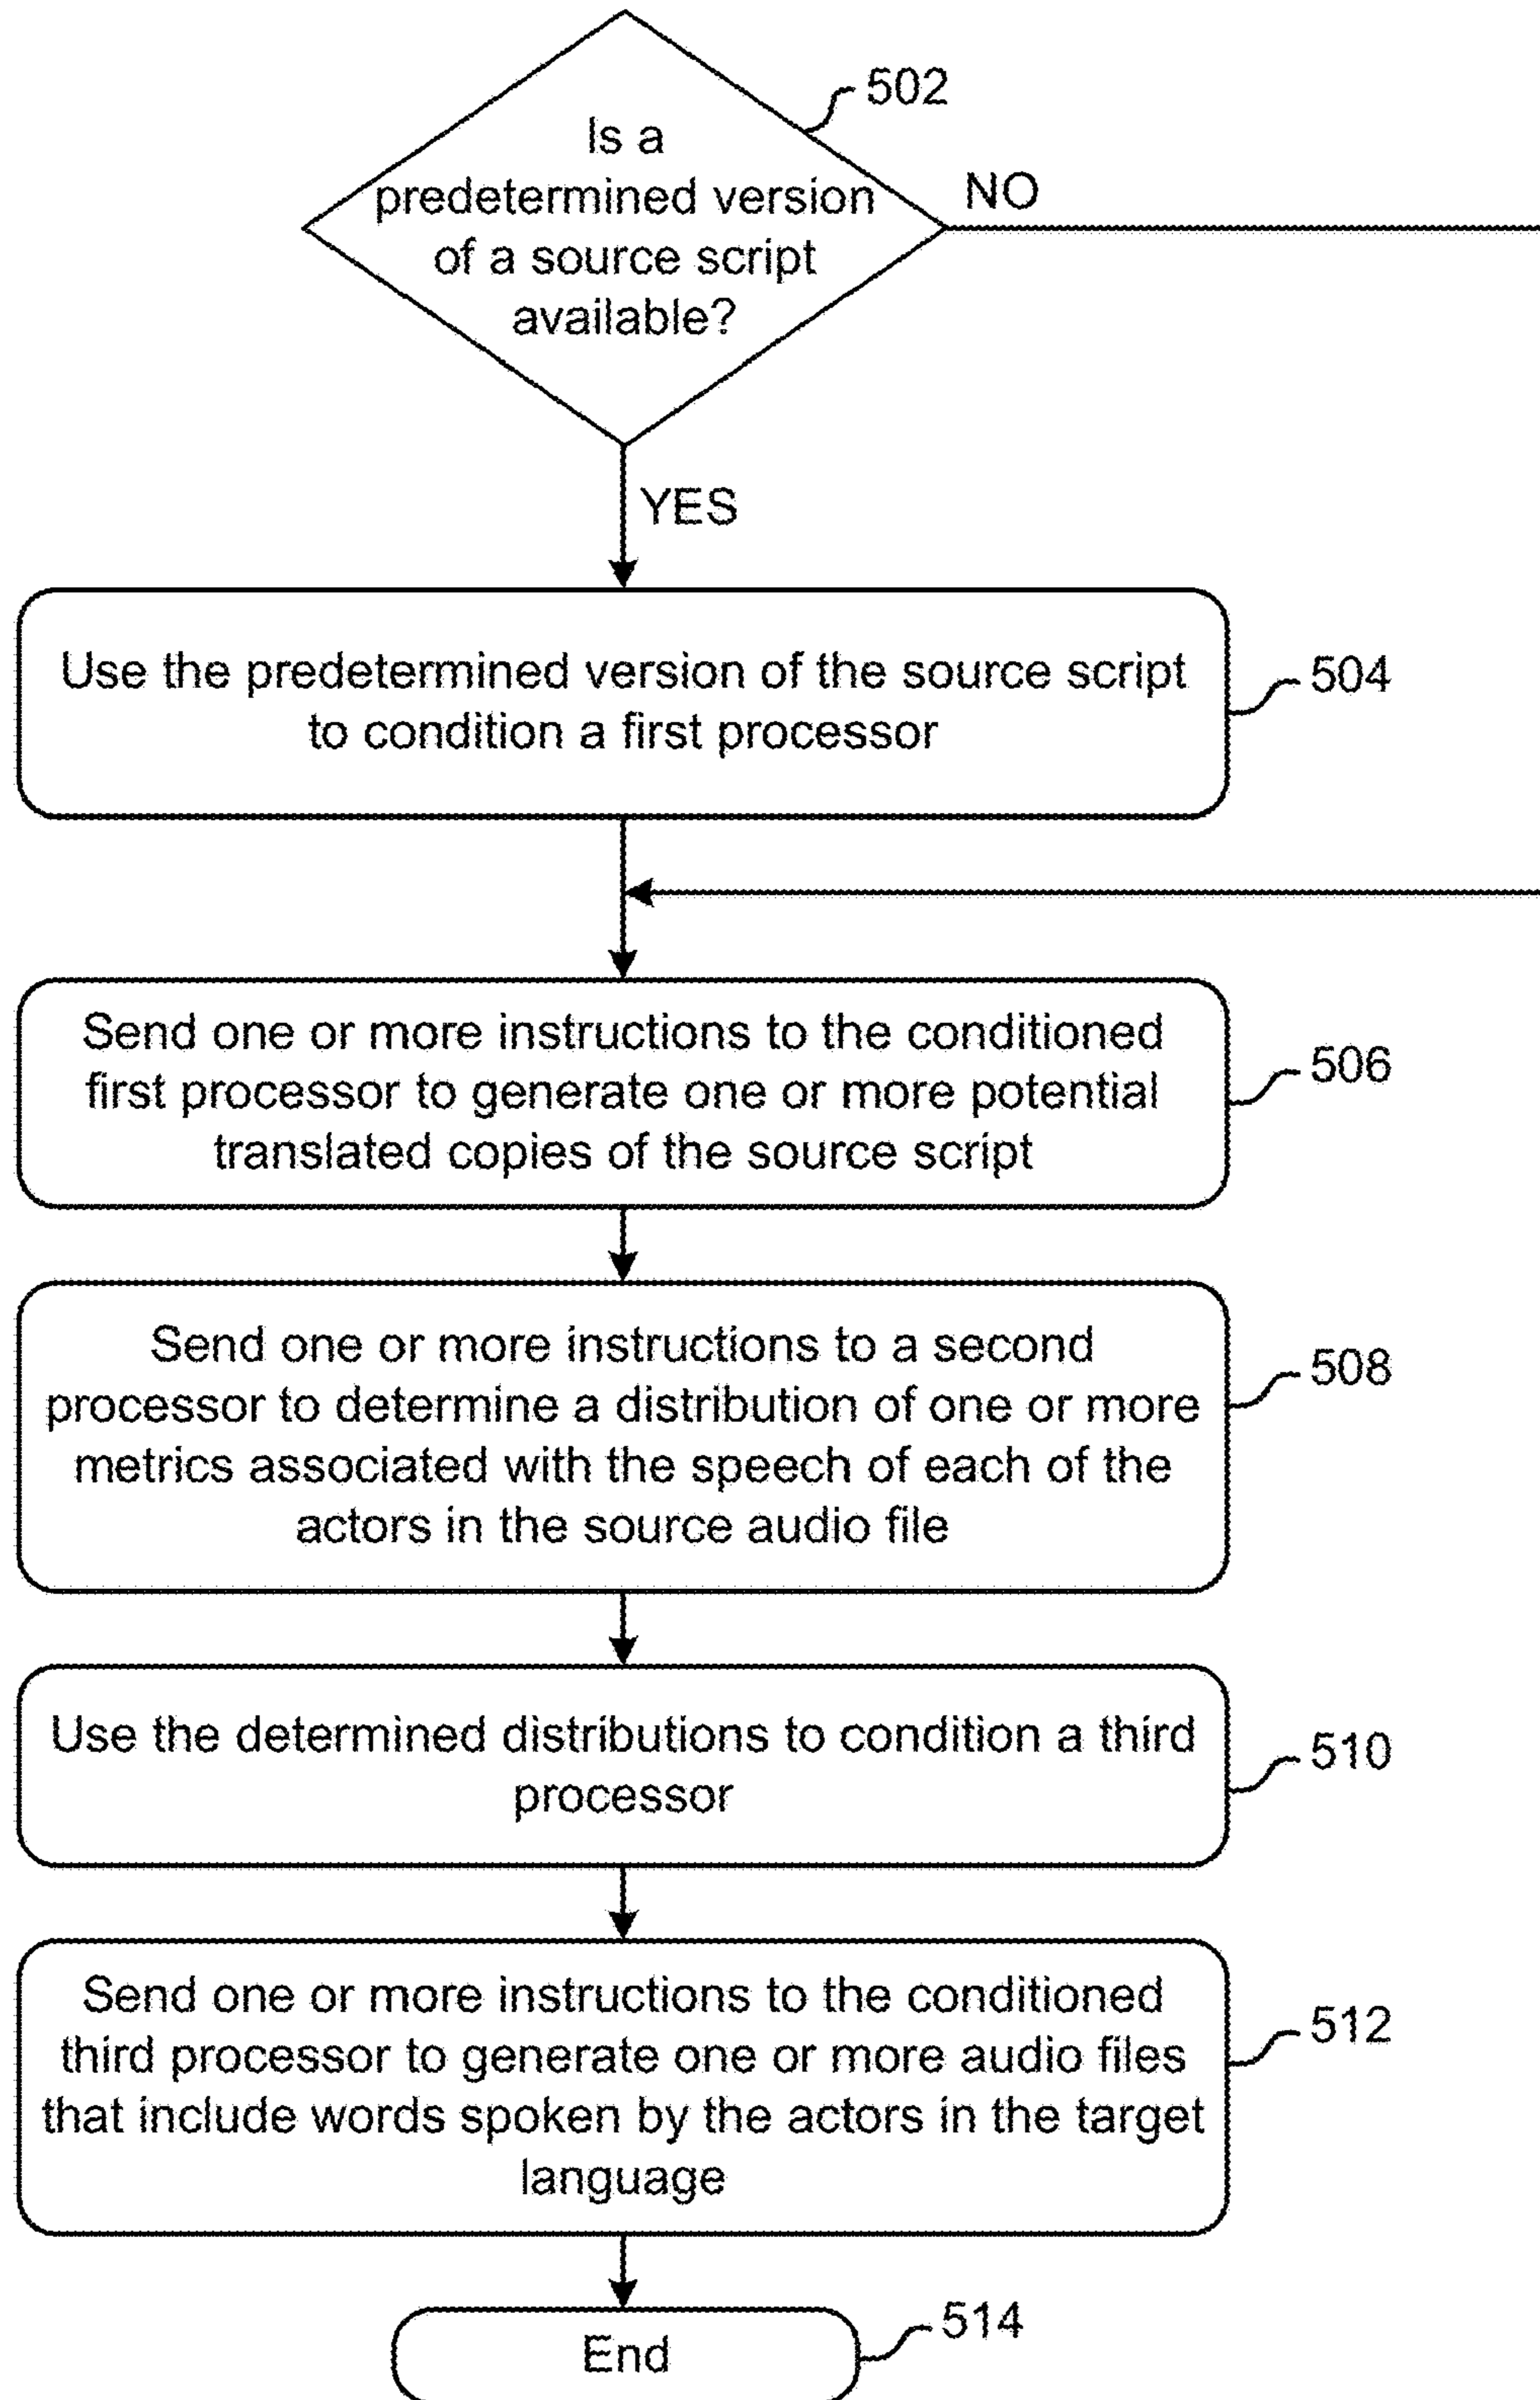 502
Is a
predetermined version
of a source script
available?
NO
YES
Use the predetermined version of the source script
to condition a first processor
504
Send one or more instructions to the conditioned
first processor to generate one or more potential
translated copies of the source script
506
Send one or more instructions to a second
processor to determine a distribution of one or more
metrics associated with the speech of each of the
actors in the source audio file
508
Use the determined distributions to condition a third
processor
510
Send one or more instructions to the conditioned
third processor to generate one or more audio files
that include words spoken by the actors in the target
language
512
End
514